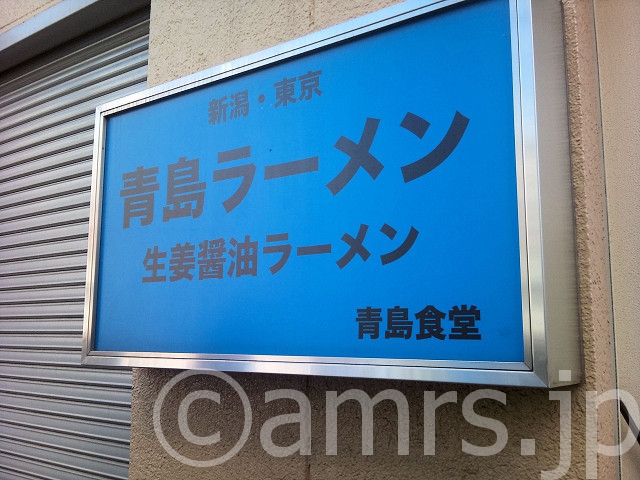 新潟・東京
青島ラーメン
生姜醤油ラーメン
青島食堂
©amrs.jp